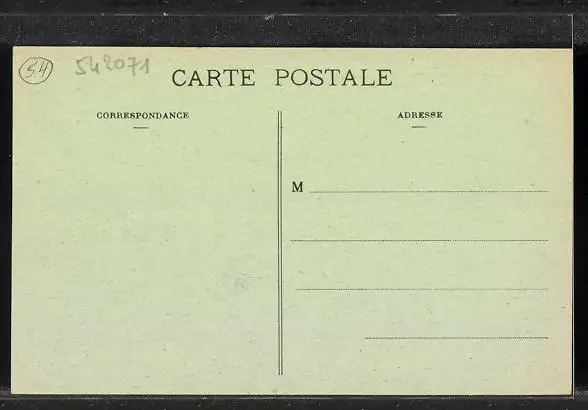 54 542071
CARTE POSTALE
CORRESPONDANCE ADRESSE
M